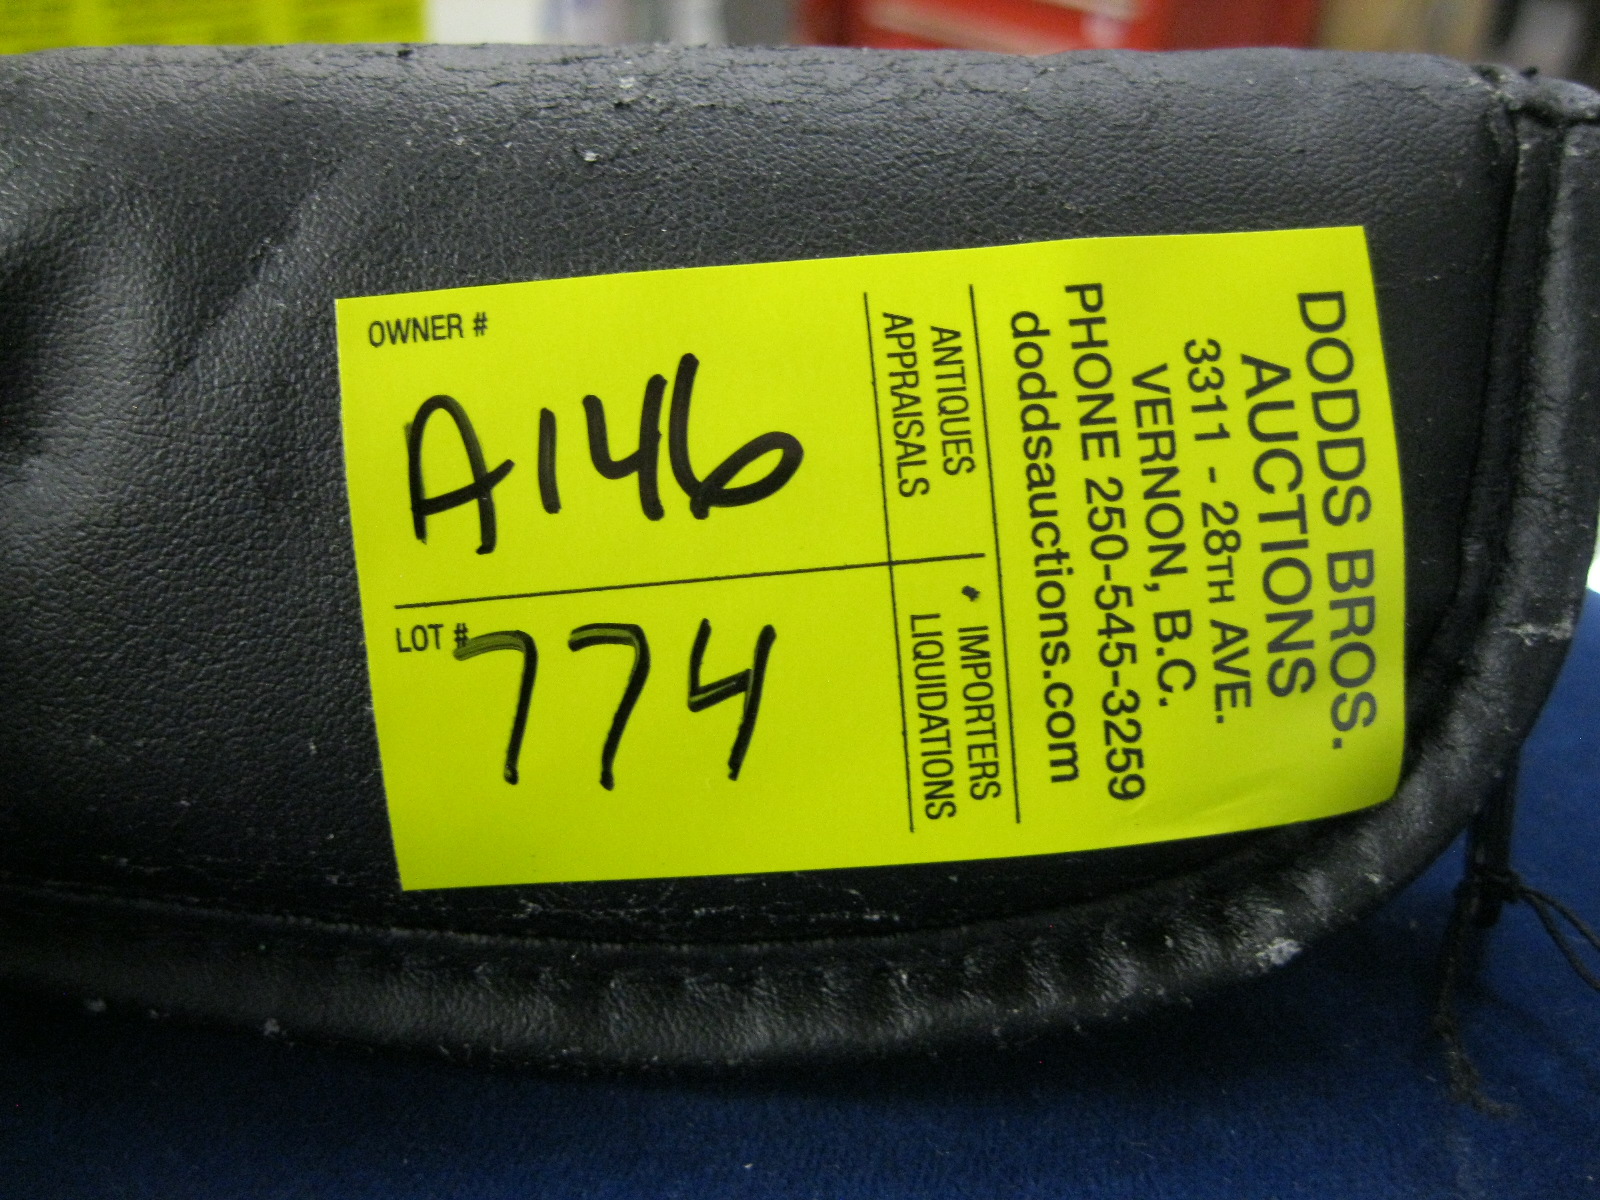 DODDS BROS.
AUCTIONS
3311 - 28TH AVE.
VERNON, B.C.
PHONE 250-545-3259
doddsauctions.com
ANTIQUES • IMPORTERS
APPRAISALS LIQUIDATIONS
OWNER #
A146
LOT #
774